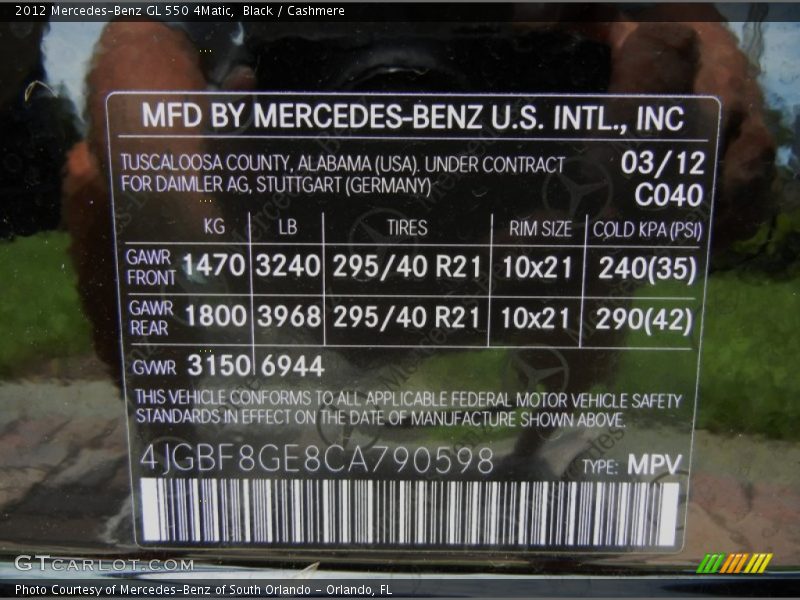 2012 Mercedes-Benz GL 550 4Matic, Black / Cashmere
MFD BY MERCEDES-BENZ U.S. INTL., INC
TUSCALOOSA COUNTY, ALABAMA (USA). UNDER CONTRACT 03/12
FOR DAIMLER AG, STUTTGART (GERMANY) C040
KG LB TIRES RIM SIZE COLD KPA (PSI)
GAWR FRONT 1470 3240 295/40 R21 10x21 240(35)
GAWR REAR 1800 3968 295/40 R21 10x21 290(42)
GVWR 3150 6944
THIS VEHICLE CONFORMS TO ALL APPLICABLE FEDERAL MOTOR VEHICLE SAFETY
STANDARDS IN EFFECT ON THE DATE OF MANUFACTURE SHOWN ABOVE.
4JGBF8GE8CA790598 TYPE: MPV
GTCARLOT.COM
Photo Courtesy of Mercedes-Benz of South Orlando - Orlando, FL